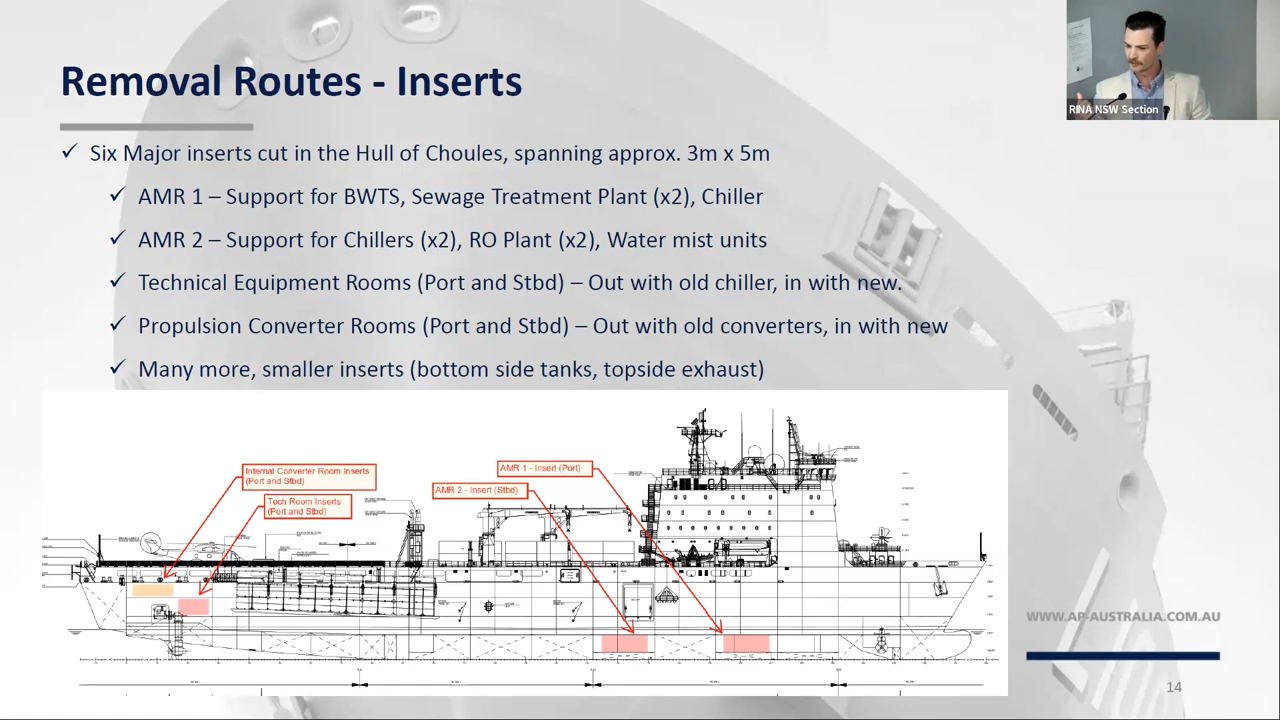 Removal Routes - Inserts
RINA NSW Section
Six Major inserts cut in the Hull of Choules, spanning approx. 3m x 5m
AMR 1 – Support for BWTS, Sewage Treatment Plant (x2), Chiller
AMR 2 – Support for Chillers (x2), RO Plant (x2), Water mist units
Technical Equipment Rooms (Port and Stbd) – Out with old chiller, in with new.
Propulsion Converter Rooms (Port and Stbd) – Out with old converters, in with new
Many more, smaller inserts (bottom side tanks, topside exhaust)
Internal Converter Room Inserts
(Port and Stbd)
Tech Room Inserts
(Port and Stbd)
AMR 1 - Insert (Port)
AMR 2 - Insert (Stbd)
WWW.AP-AUSTRALIA.COM.AU
14